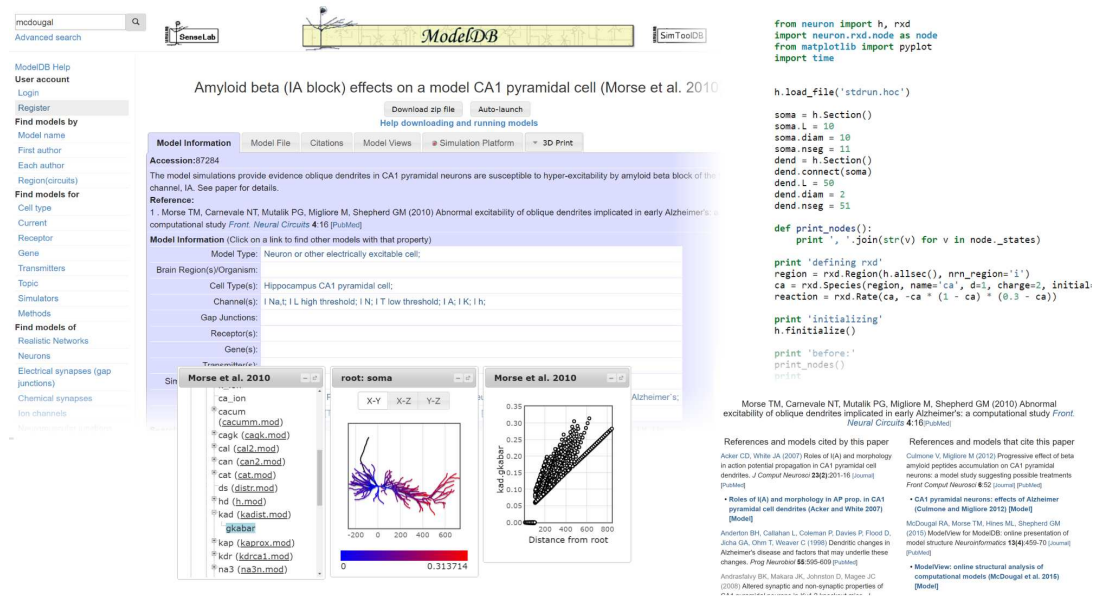 mcdougal
Advanced search
SenseLab
ModelDB
SimToolDB
ModelDB Help
User account
Login
Register
Find models by
Model name
First author
Each author
Region(circuits)
Find models for
Cell type
Current
Receptor
Gene
Transmitters
Topic
Simulators
Methods
Find models of
Realistic Networks
Neurons
Electrical synapses (gap
junctions)
Chemical synapses
Ion channels
Amyloid beta (IA block) effects on a model CA1 pyramidal cell (Morse et al. 2010
Download zip file Auto-launch
Help downloading and running models
Model Information Model File Citations Model Views Simulation Platform 3D Print
Accession:87284
The model simulations provide evidence oblique dendrites in CA1 pyramidal neurons are susceptible to hyper-excitability by amyloid beta block of the
channel, IA. See paper for details.
Reference:
1 . Morse TM, Carnevale NT, Mutalik PG, Migliore M, Shepherd GM (2010) Abnormal excitability of oblique dendrites implicated in early Alzheimer's: a
computational study Front. Neural Circuits 4:16 [PubMed]
Model Information (Click on a link to find other models with that property)
Model Type: Neuron or other electrically excitable cell;
Brain Region(s)/Organism:
Cell Type(s): Hippocampus CA1 pyramidal cell;
Channel(s): I Na,t; I L high threshold; I N; I T low threshold; I A; I K; I h;
Gap Junctions:
Receptor(s):
Gene(s):
Transmitter(s):
Sim
Alzheimer's;
Morse et al. 2010
ca_ion
cacum
(cacumm.mod)
cagk (cagk.mod)
cal (cal2.mod)
can (can2.mod)
cat (cat.mod)
ds (distr.mod)
hd (h.mod)
kad (kadist.mod)
gkabar
kap (kaprox.mod)
kdr (kdrca1.mod)
na3 (na3n.mod)
root: soma
X-Y X-Z Y-Z
-200 0 200 400 600
0 0.313714
Morse et al. 2010
kad.gkabar
0.35
0.30
0.25
0.20
0.15
0.10
0.05
0.00
200 400 600 800
Distance from root
from neuron import h, rxd
import neuron.rxd.node as node
from matplotlib import pyplot
import time
h.load_file('stdrun.hoc')
soma = h.Section()
soma.L = 10
soma.diam = 10
soma.nseg = 11
dend = h.Section()
dend.connect(soma)
dend.L = 50
dend.diam = 2
dend.nseg = 51
def print_nodes():
print ', '.join(str(v) for v in node._states)
print 'defining rxd'
region = rxd.Region(h.allsec(), nrn_region='i')
ca = rxd.Species(region, name='ca', d=1, charge=2, initial=
reaction = rxd.Rate(ca, -ca * (1 - ca) * (0.3 - ca))
print 'initializing'
h.finitialize()
print 'before:'
print_nodes()
print
Morse TM, Carnevale NT, Mutalik PG, Migliore M, Shepherd GM (2010) Abnormal
excitability of oblique dendrites implicated in early Alzheimer's: a computational study Front.
Neural Circuits 4:16[PubMed]
References and models cited by this paper
Acker CD, White JA (2007) Roles of I(A) and morphology
in action potential propagation in CA1 pyramidal cell
dendrites. J Comput Neurosci 23(2):201-16 [Journal]
[PubMed]
• Roles of I(A) and morphology in AP prop. in CA1
pyramidal cell dendrites (Acker and White 2007)
[Model]
Anderton BH, Callahan L, Coleman P, Davies P, Flood D,
Jicha GA, Ohm T, Weaver C (1998) Dendritic changes in
Alzheimer's disease and factors that may underlie these
changes. Prog Neurobiol 55:595-609 [PubMed]
Andrasfalvy BK, Makara JK, Johnston D, Magee JC
(2008) Altered synaptic and non-synaptic properties of
References and models that cite this paper
Culmone V, Migliore M (2012) Progressive effect of beta
amyloid peptides accumulation on CA1 pyramidal
neurons: a model study suggesting possible treatments
Front Comput Neurosci 6:52 [Journal] [PubMed]
• CA1 pyramidal neurons: effects of Alzheimer
(Culmone and Migliore 2012) [Model]
McDougal RA, Morse TM, Hines ML, Shepherd GM
(2015) ModelView for ModelDB: online presentation of
model structure Neuroinformatics 13(4):459-70 [Journal]
[PubMed]
• ModelView: online structural analysis of
computational models (McDougal et al. 2015)
[Model]